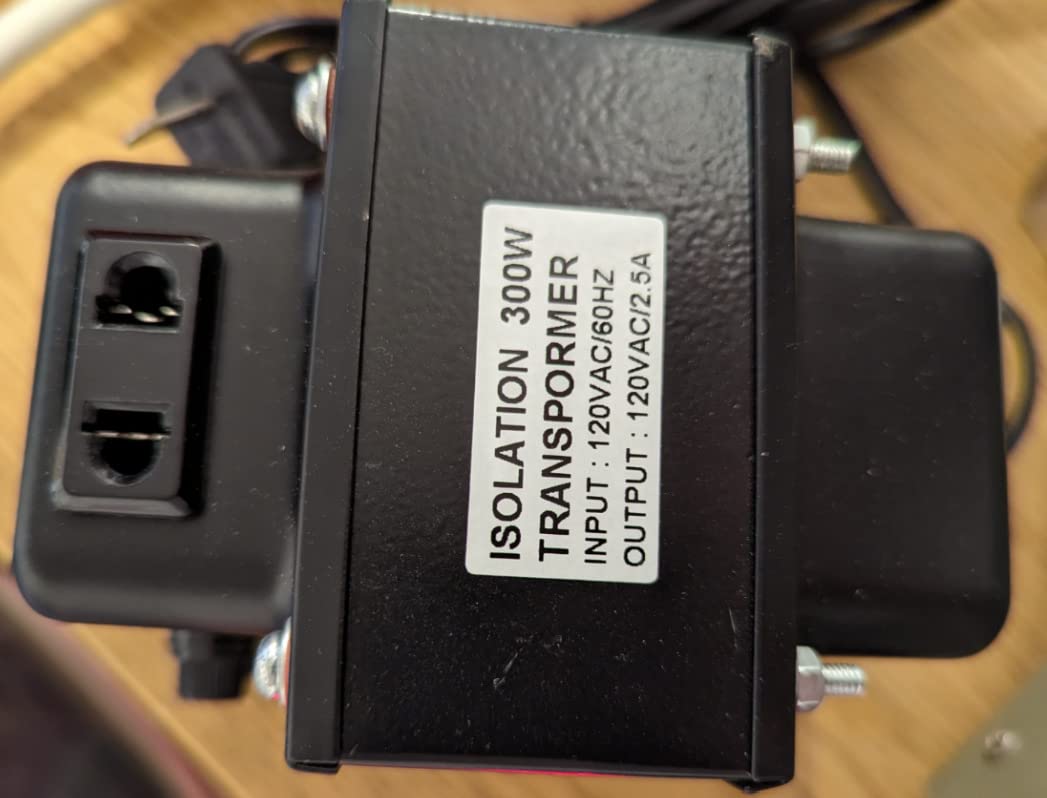 ISOLATION 300W
TRANSPORMER
INPUT : 120VAC/60HZ
OUTPUT : 120VAC/2.5A